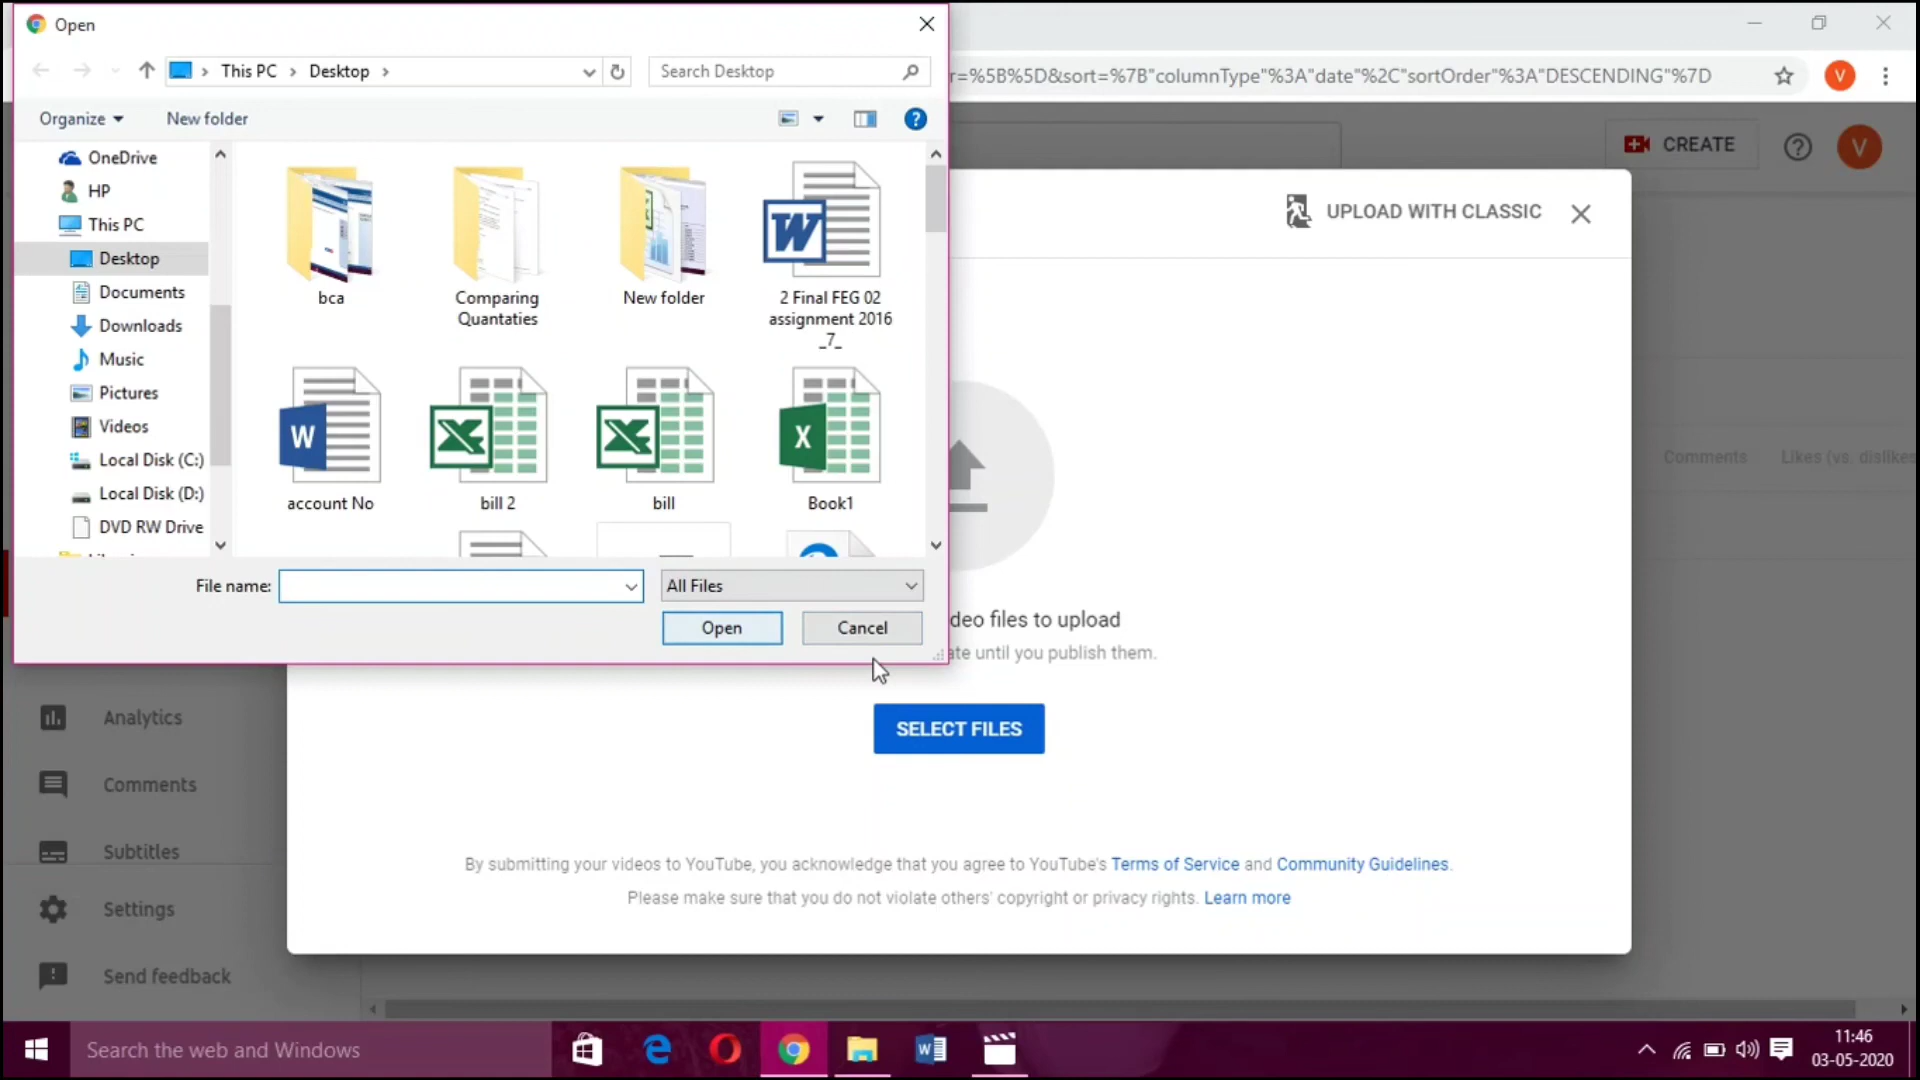 Open
This PC
Desktop
Search Desktop
r=%5B%5D&sort=%7B"columnType"%3A"date"%2C"sortOrder"%3A"DESCENDING"%7D
V
Organize
New folder
?
CREATE
?
V
OneDrive
HP
This PC
Desktop
Documents
Downloads
Music
Pictures
Videos
Local Disk (C:)
Local Disk (D:)
DVD RW Drive
bca
Comparing
Quantaties
New folder
2 Final FEG 02
assignment 2016
_7_
account No
bill 2
bill
Book1
File name:
All Files
Open
Cancel
UPLOAD WITH CLASSIC
Comments
Likes (vs. dislikes
deo files to upload
ate until you publish them.
SELECT FILES
By submitting your videos to YouTube, you acknowledge that you agree to YouTube's Terms of Service and Community Guidelines.
Please make sure that you do not violate others' copyright or privacy rights. Learn more
Analytics
Comments
Subtitles
Settings
Send feedback
Search the web and Windows
11:46
03-05-2020